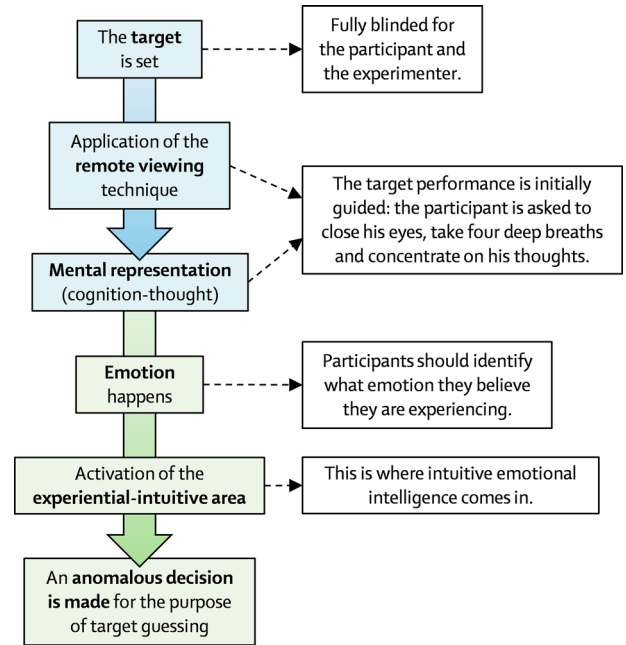 The target
is set
Fully blinded for
the participant and
the experimenter.
Application of the
remote viewing
technique
The target performance is initially
guided: the participant is asked to
close his eyes, take four deep breaths
and concentrate on his thoughts.
Mental representation
(cognition-thought)
Emotion
happens
Participants should identify
what emotion they believe
they are experiencing.
Activation of the
experiential-intuitive area
This is where intuitive emotional
intelligence comes in.
An anomalous decision
is made for the purpose
of target guessing